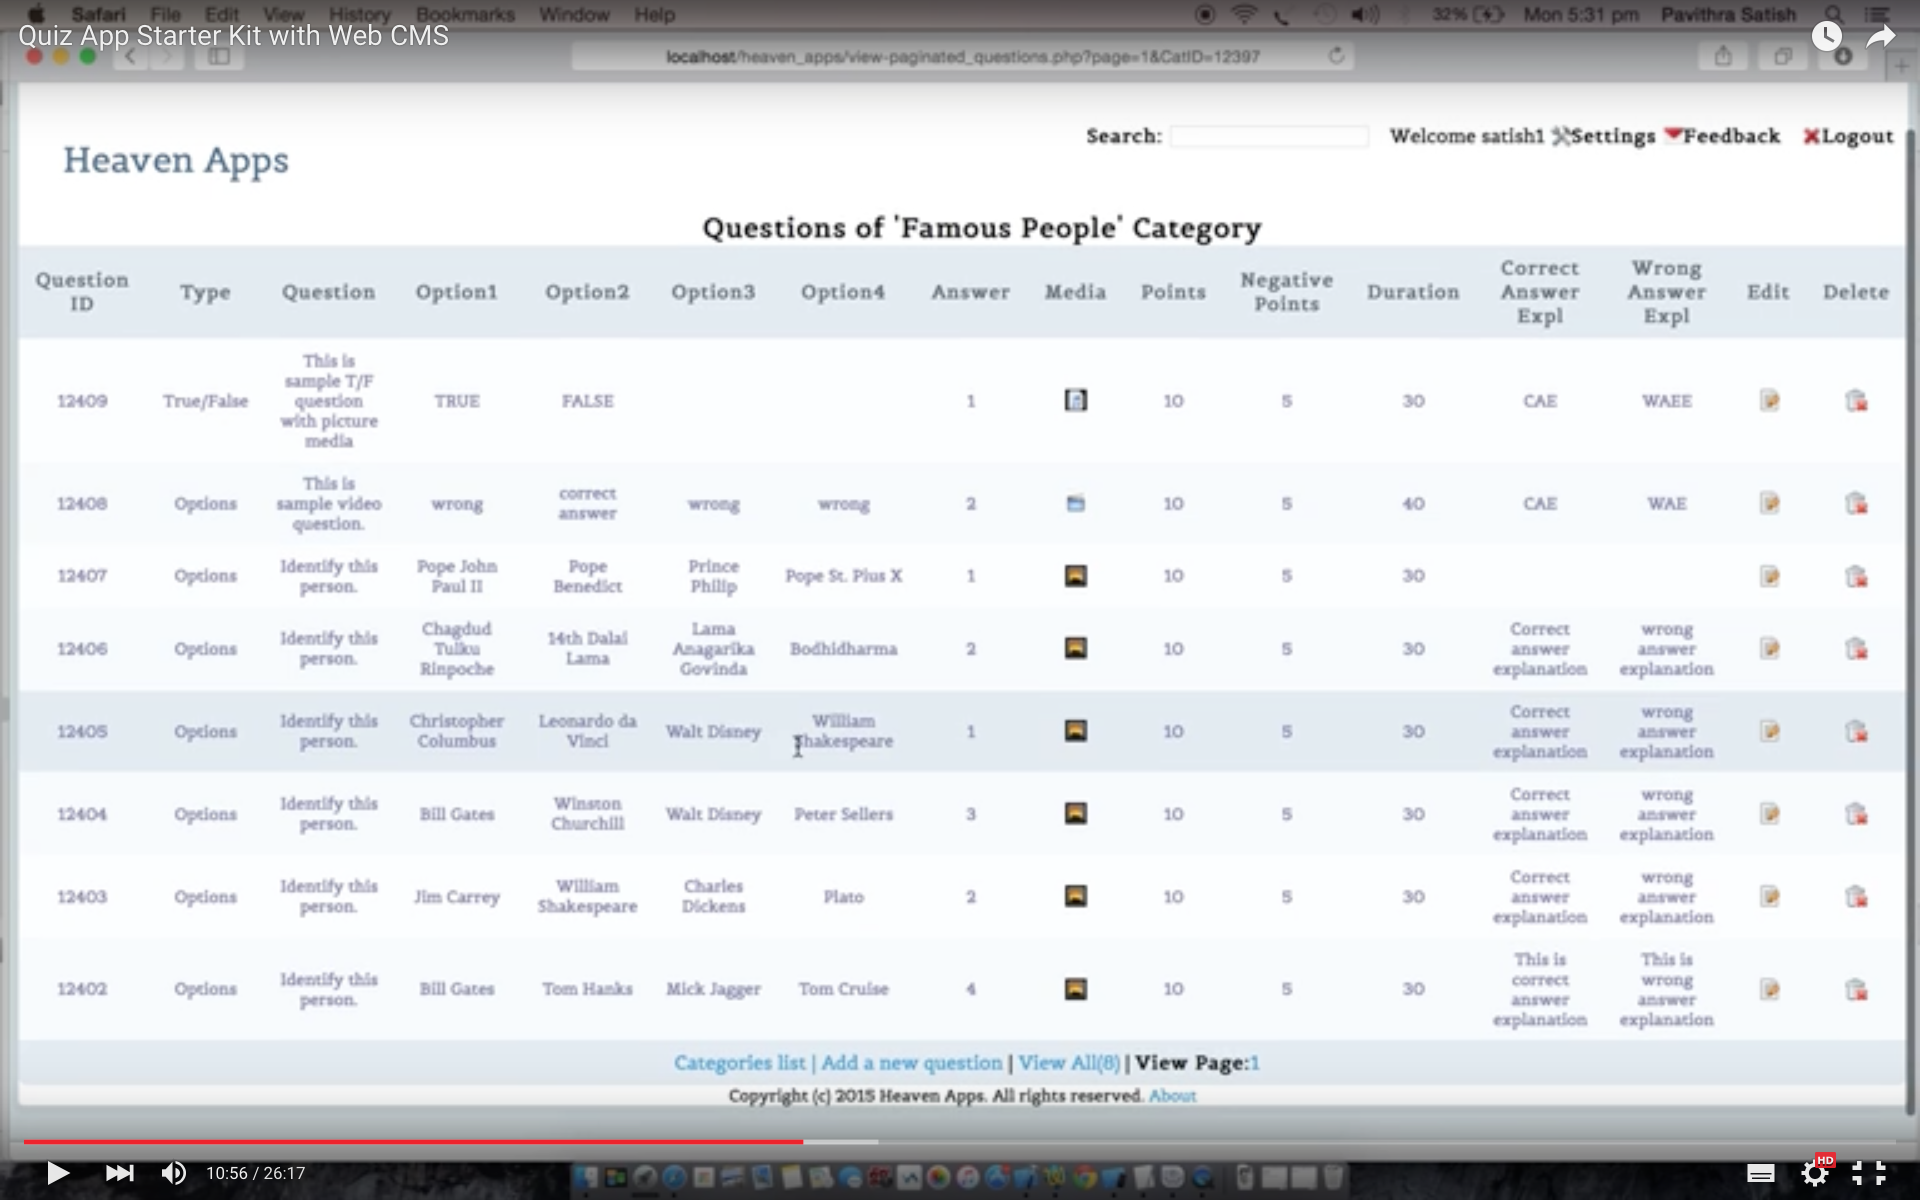 Safari File Edit View History Bookmarks Window Help 32% Mon 5:31 pm Pavithra Satish
Quiz App Starter Kit with Web CMS
localhost/heaven_apps/view-paginated_questions.php?page=1&CatID=12397
Search: Welcome satish1 Settings Feedback Logout
Heaven Apps
Questions of 'Famous People' Category
Question ID Type Question Option1 Option2 Option3 Option4 Answer Media Points Negative Points Duration Correct Answer Expl Wrong Answer Expl Edit Delete
12409 True/False This is sample T/F question with picture media TRUE FALSE 1 10 5 30 CAE WAEE
12408 Options This is sample video question. wrong correct answer wrong wrong 2 10 5 40 CAE WAE
12407 Options Identify this person. Pope John Paul II Pope Benedict Prince Philip Pope St. Pius X 1 10 5 30
12406 Options Identify this person. Chagdud Tulku Rinpoche 14th Dalai Lama Lama Anagarika Govinda Bodhidharma 2 10 5 30 Correct answer explanation wrong answer explanation
12405 Options Identify this person. Christopher Columbus Leonardo da Vinci Walt Disney William Shakespeare 1 10 5 30 Correct answer explanation wrong answer explanation
12404 Options Identify this person. Bill Gates Winston Churchill Walt Disney Peter Sellers 3 10 5 30 Correct answer explanation wrong answer explanation
12403 Options Identify this person. Jim Carrey William Shakespeare Charles Dickens Plato 2 10 5 30 Correct answer explanation wrong answer explanation
12402 Options Identify this person. Bill Gates Tom Hanks Mick Jagger Tom Cruise 4 10 5 30 This is correct answer explanation This is wrong answer explanation
Categories list | Add a new question | View All(8) | View Page:1
Copyright (c) 2015 Heaven Apps. All rights reserved. About
10:56 / 26:17
HD